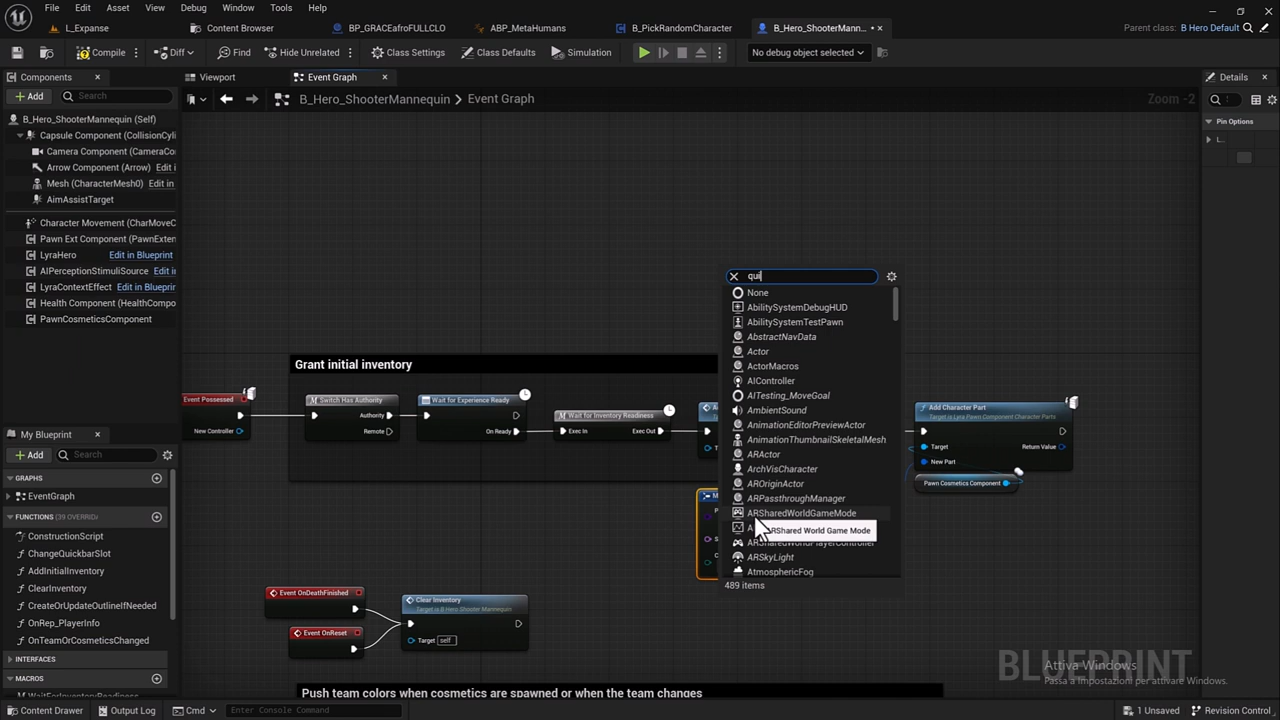 File Edit Asset View Debug Window Tools Help
L_Expanse Content Browser BP_GRACEafroFULLCLO ABP_MetaHumans B_PickRandomCharacter B_Hero_ShooterMann... Parent class: B Hero Default
Compile Diff Find Hide Unrelated Class Settings Class Defaults Simulation No debug object selected
Components Viewport Event Graph Details
Add Search
B_Hero_ShooterMannequin > Event Graph Zoom -2
B_Hero_ShooterMannequin (Self)
Capsule Component (CollisionCylin
Camera Component (CameraCo
Arrow Component (Arrow) Edit i
Mesh (CharacterMesh0) Edit in
AimAssistTarget
Character Movement (CharMoveC
Pawn Ext Component (PawnExten
LyraHero Edit in Blueprint
AIPerceptionStimuliSource Edit in
LyraContextEffect Edit in Blueprint
Health Component (HealthCompo
PawnCosmeticsComponent
Pin Options
L..
My Blueprint
Add Search
GRAPHS
EventGraph
FUNCTIONS (39 OVERRIDABLE)
ConstructionScript
ChangeQuickbarSlot
AddInitialInventory
ClearInventory
CreateOrUpdateOutlineIfNeeded
OnRep_PlayerInfo
OnTeamOrCosmeticsChanged
INTERFACES
MACROS
WaitForInventoryReadiness
Grant initial inventory
Event Possessed
New Controller
Switch Has Authority
Authority
Remote
Wait for Experience Ready
On Ready
Wait for Inventory Readiness
Exec In Exec Out
Add Character Part
Target is Lyra Pawn Component Character Parts
Target Return Value
New Part
Pawn Cosmetics Component
Event OnDeathFinished
Event OnReset
Clear Inventory
Target is B Hero Shooter Mannequin
Target self
Push team colors when cosmetics are spawned or when the team changes
qui
None
AbilitySystemDebugHUD
AbilitySystemTestPawn
AbstractNavData
Actor
ActorMacros
AIController
AITesting_MoveGoal
AmbientSound
AnimationEditorPreviewActor
AnimationThumbnailSkeletalMesh
ARActor
ArchVisCharacter
AROriginActor
ARPassthroughManager
ARSharedWorldGameMode
ARShared World Game Mode
ARSharedWorldPlayerController
ARSkyLight
AtmosphericFog
489 items
BLUEPRINT
Attiva Windows
Passa a Impostazioni per attivare Windows.
Content Drawer Output Log Cmd Enter Console Command 1 Unsaved Revision Control